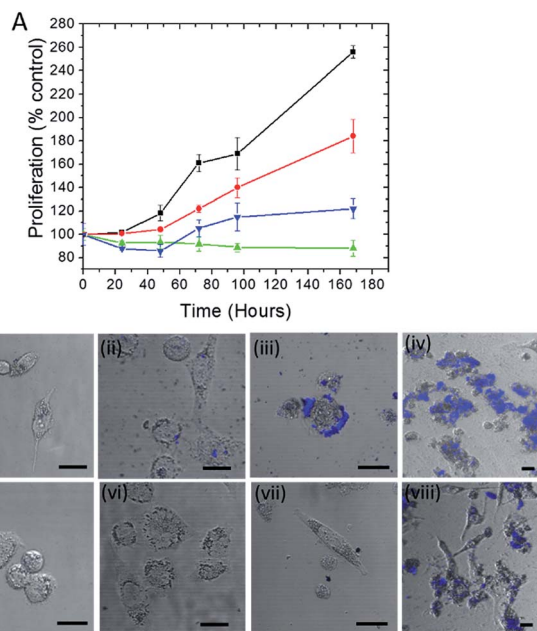 A
280
260
240
220
200
180
160
140
120
100
80
Proliferation (% control)
0 20 40 60 80 100 120 140 160 180
Time (Hours)
(ii) (iii) (iv)
(vi) (vii) (viii)